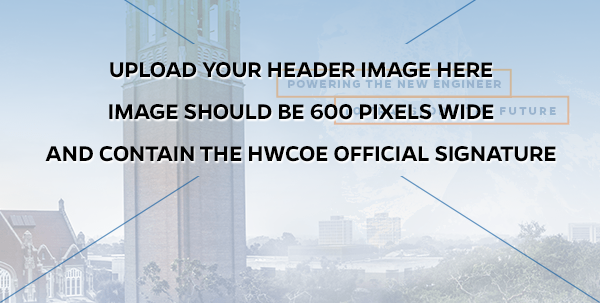 UPLOAD YOUR HEADER IMAGE HERE
POWERING THE NEW ENGINEER
IMAGE SHOULD BE 600 PIXELS WIDE
FUTURE
AND CONTAIN THE HWCOE OFFICIAL SIGNATURE